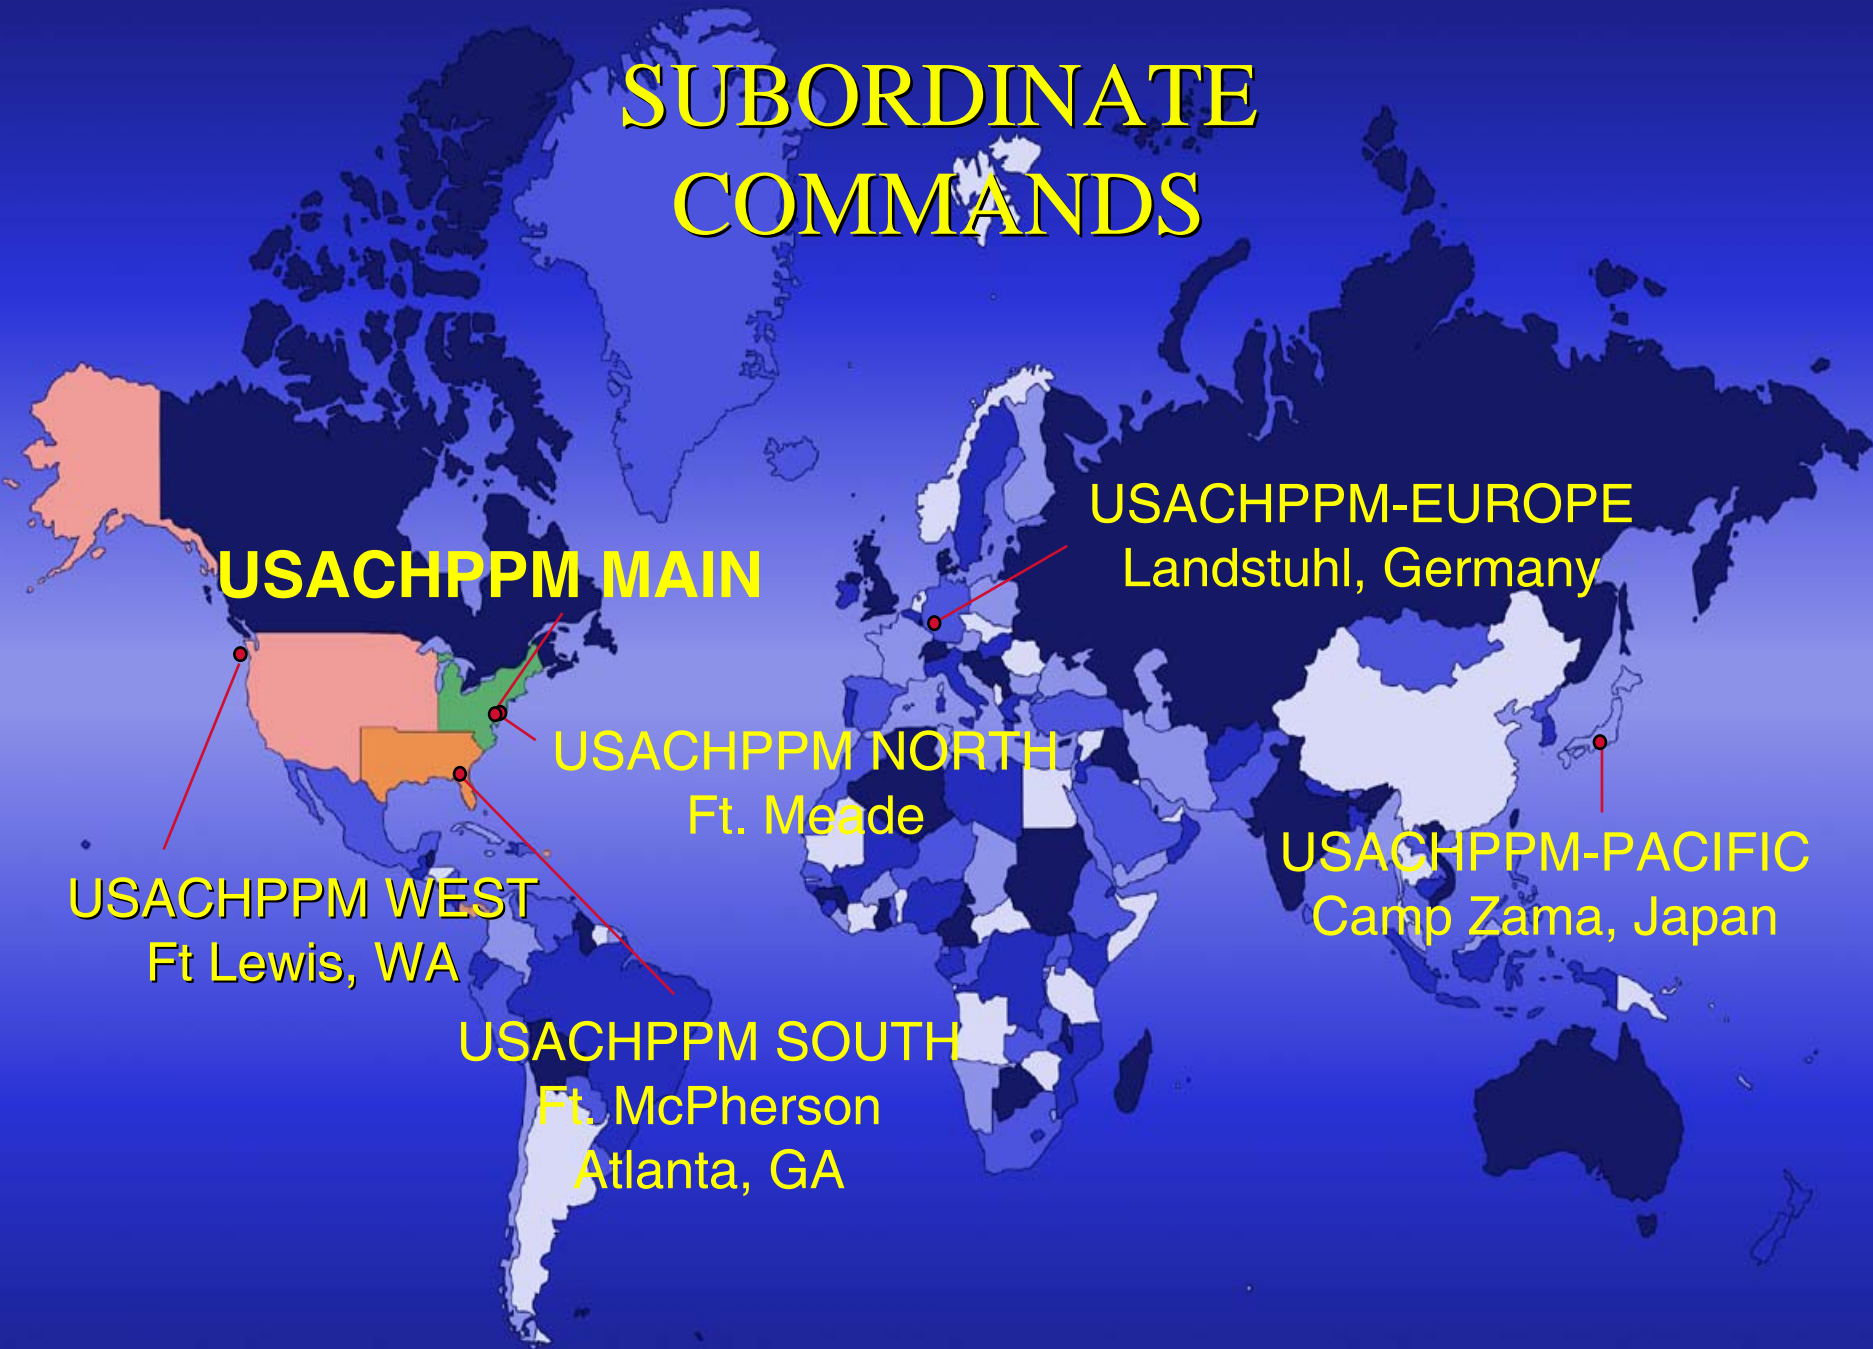 SUBORDINATE
COMMANDS
USACHPPM-EUROPE
Landstuhl, Germany
USACHPPM MAIN
USACHPPM NORTH
Ft. Meade
USACHPPM-PACIFIC
Camp Zama, Japan
USACHPPM WEST
Ft Lewis, WA
USACHPPM SOUTH
Ft. McPherson
Atlanta, GA